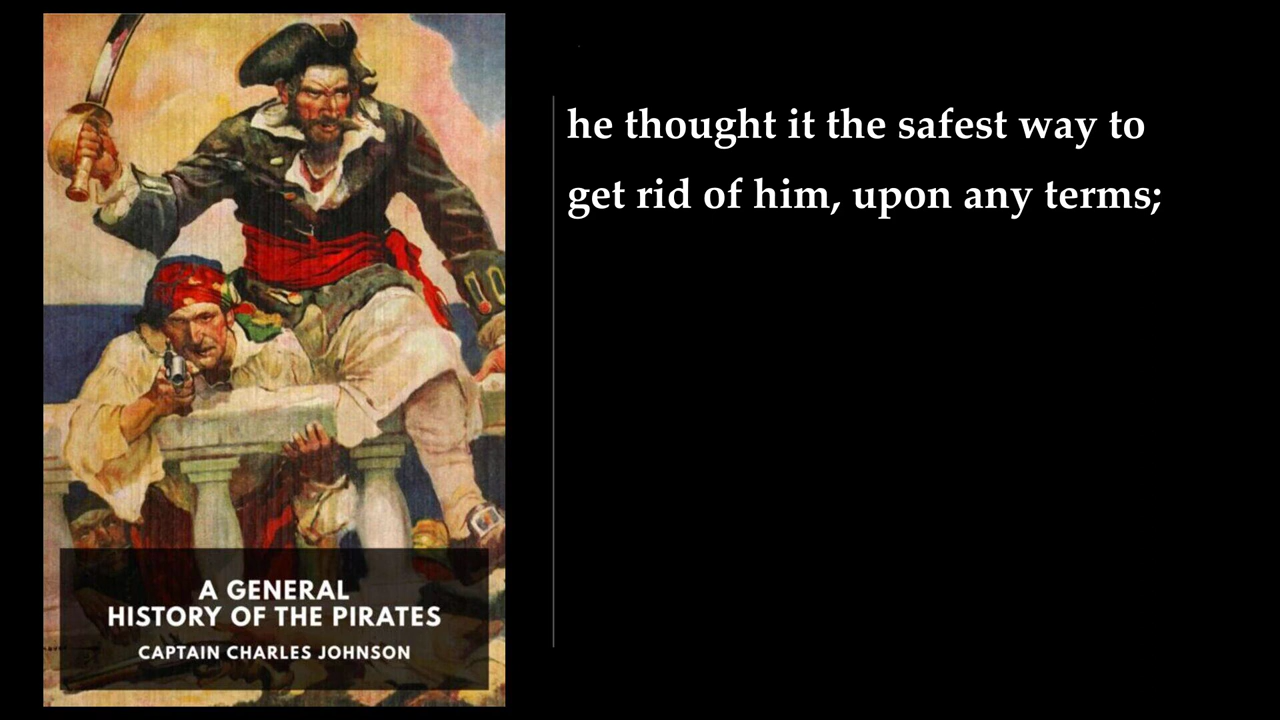 he thought it the safest way to
get rid of him, upon any terms;
A GENERAL
HISTORY OF THE PIRATES
CAPTAIN CHARLES JOHNSON